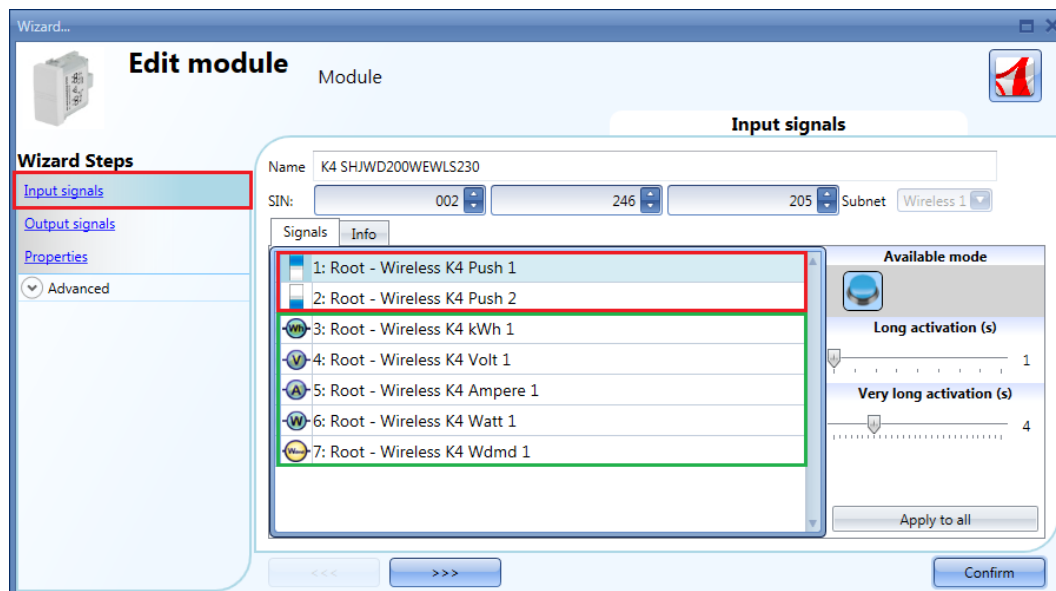 Wizard...
Edit module
Module
Input signals
Wizard Steps
Input signals
Output signals
Properties
Advanced
Name K4 SHJWD200WEWLS230
SIN: 002 246 205 Subnet Wireless 1
Signals Info
1: Root - Wireless K4 Push 1
2: Root - Wireless K4 Push 2
Wh 3: Root - Wireless K4 kWh 1
V 4: Root - Wireless K4 Volt 1
A 5: Root - Wireless K4 Ampere 1
W 6: Root - Wireless K4 Watt 1
7: Root - Wireless K4 Wdmd 1
Available mode
Long activation (s)
1
Very long activation (s)
4
Apply to all
<<< >>> Confirm